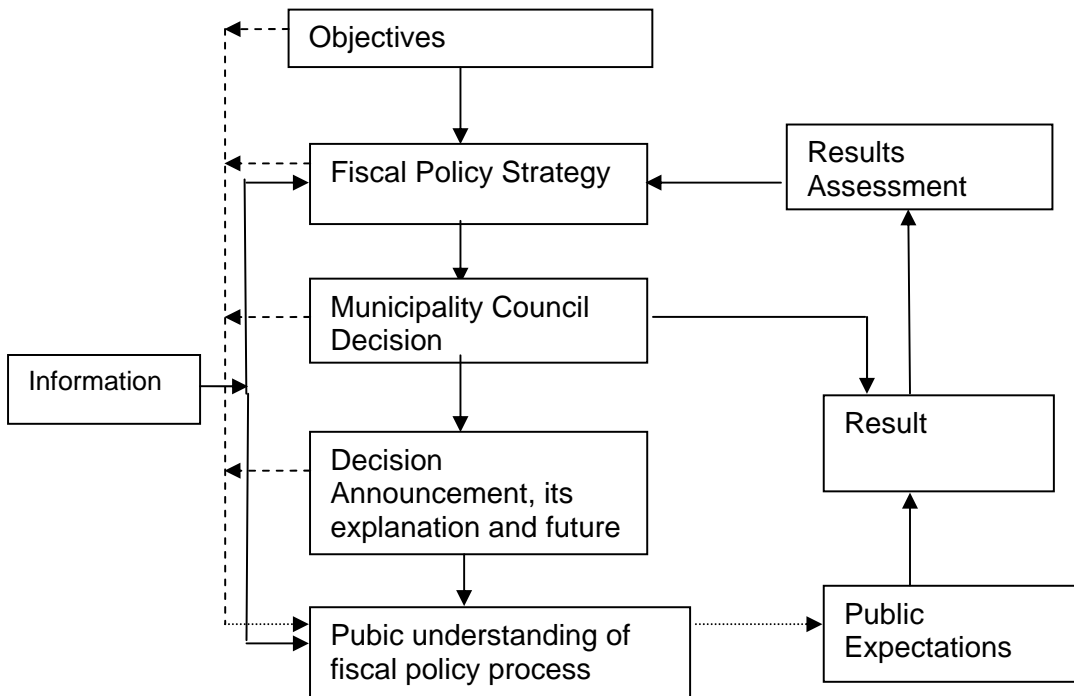 Objectives
Fiscal Policy Strategy
Results
Assessment
Municipality Council
Decision
Information
Result
Decision
Announcement, its
explanation and future
Pubic understanding of
fiscal policy process
Public
Expectations